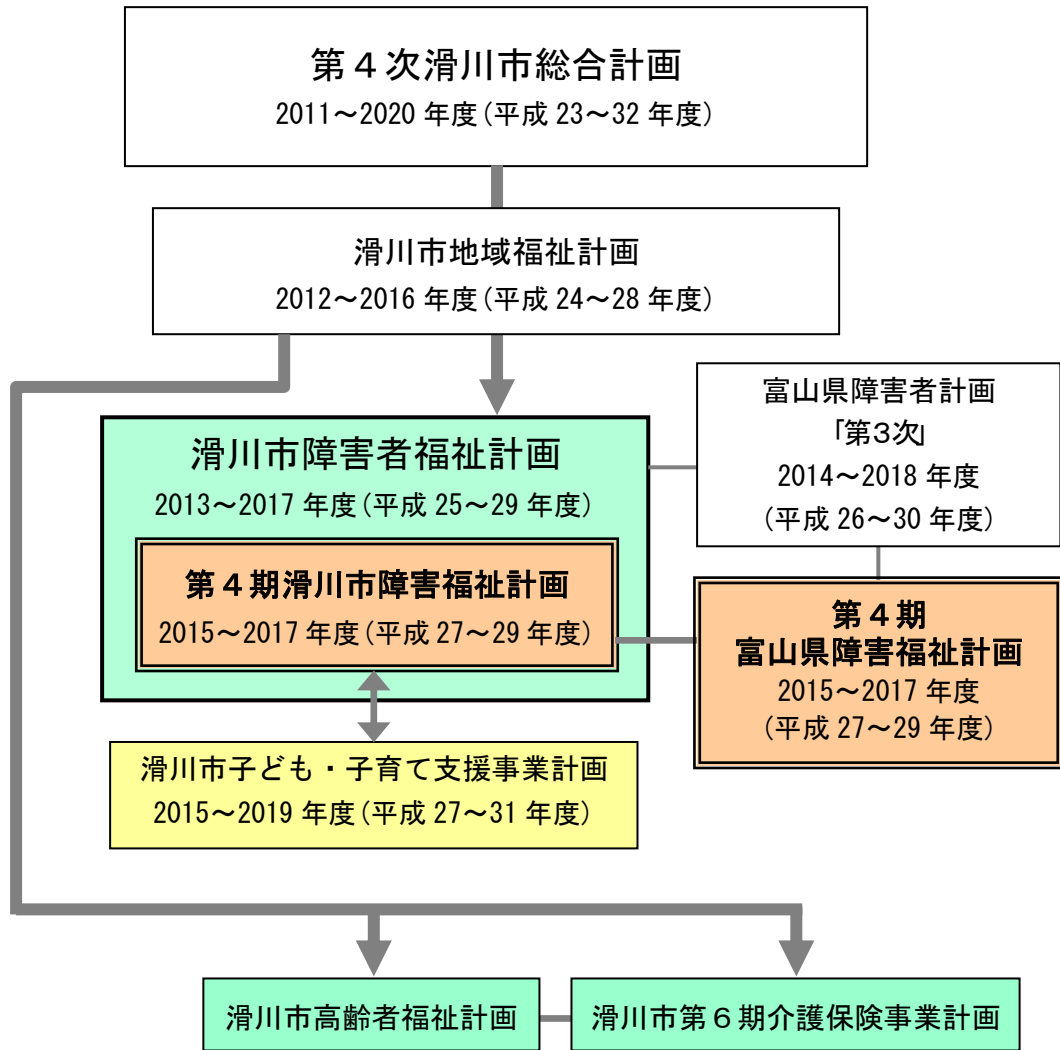 第４次滑川市総合計画
2011～2020 年度(平成 23～32 年度)
滑川市地域福祉計画
2012～2016 年度(平成 24～28 年度)
滑川市障害者福祉計画
2013～2017 年度(平成 25～29 年度)
第４期滑川市障害福祉計画
2015～2017 年度(平成 27～29 年度)
富山県障害者計画
「第３次」
2014～2018 年度
(平成 26～30 年度)
第４期
富山県障害福祉計画
2015～2017 年度
(平成 27～29 年度)
滑川市子ども・子育て支援事業計画
2015～2019 年度(平成 27～31 年度)
滑川市高齢者福祉計画
滑川市第６期介護保険事業計画